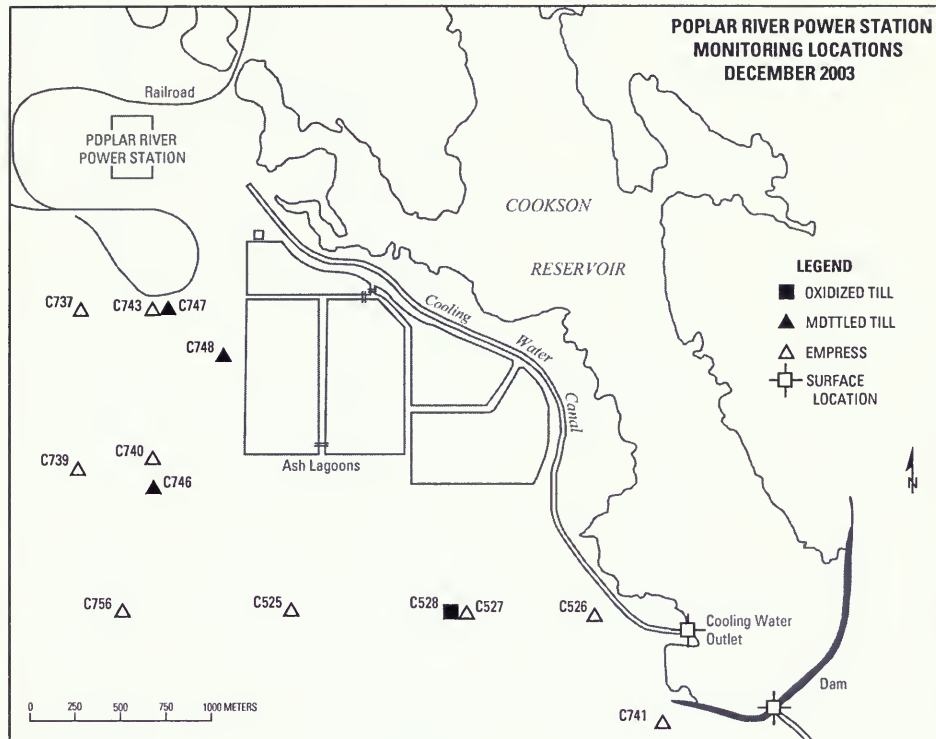 POPLAR RIVER POWER STATION
MONITORING LOCATIONS
DECEMBER 2003
Railroad
PDPLAR RIVER
POWER STATION
COOKSON
RESERVOIR
LEGEND
OXIDIZED TILL
MDTTLED TILL
EMPRESS
SURFACE
LOCATION
C737
C743
C747
C748
Cooling
Water
Canal
C739
C740
C746
Ash Lagoons
N
C756
C525
C528
C527
C526
Cooling Water
Outlet
Dam
C741
0 250 500 750 1000 METERS